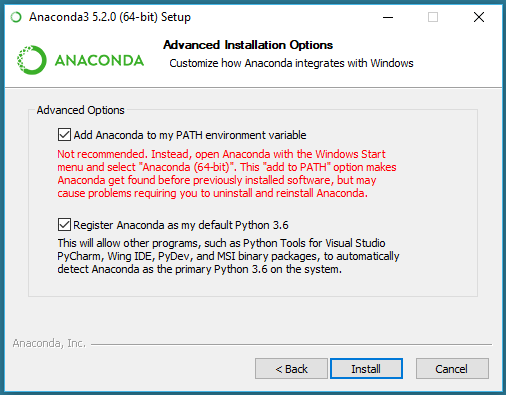 Anaconda3 5.2.0 (64-bit) Setup
ANACONDA
Advanced Installation Options
Customize how Anaconda integrates with Windows
Advanced Options
Add Anaconda to my PATH environment variable
Not recommended. Instead, open Anaconda with the Windows Start
menu and select "Anaconda (64-bit)". This "add to PATH" option makes
Anaconda get found before previously installed software, but may
cause problems requiring you to uninstall and reinstall Anaconda.
Register Anaconda as my default Python 3.6
This will allow other programs, such as Python Tools for Visual Studio
PyCharm, Wing IDE, PyDev, and MSI binary packages, to automatically
detect Anaconda as the primary Python 3.6 on the system.
Anaconda, Inc.
< Back
Install
Cancel